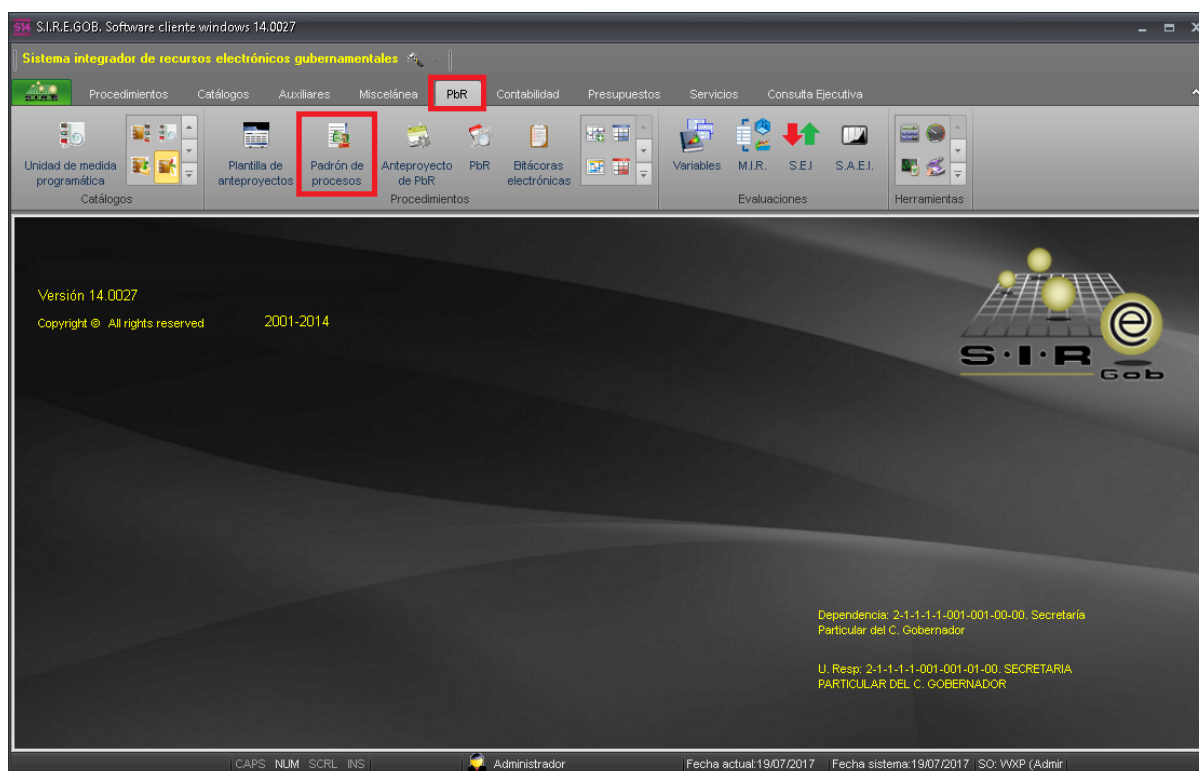 S.I.R.E.GOB. Software cliente windows 14.0027
Sistema integrador de recursos electrónicos gubernamentales
Procedimientos Catálogos Auxiliares Miscelánea PbR Contabilidad Presupuestos Servicios Consulta Ejecutiva
Unidad de medida programática
Plantilla de anteproyectos
Padrón de procesos
Anteproyecto de PbR
PbR
Bitácoras electrónicas
Variables M.I.R. S.E.I S.A.E.I.
Catálogos Procedimientos Evaluaciones Herramientas
Versión 14.0027
Copyright © All rights reserved 2001-2014
S·I·R e
Gob
Dependencia: 2-1-1-1-1-001-001-00-00. Secretaría
Particular del C. Gobernador
U. Resp: 2-1-1-1-1-001-001-01-00. SECRETARIA
PARTICULAR DEL C. GOBERNADOR
CAPS NUM SCRL INS Administrador Fecha actual:19/07/2017 Fecha sistema:19/07/2017 SO: WXP (Admir